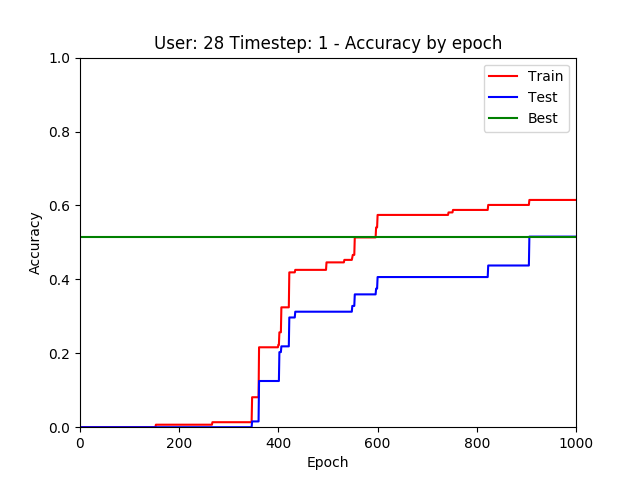 User: 28 Timestep: 1 - Accuracy by epoch
1.0
0.8
0.6
0.4
0.2
0.0
Accuracy
Train
Test
Best
0 200 400 600 800 1000
Epoch